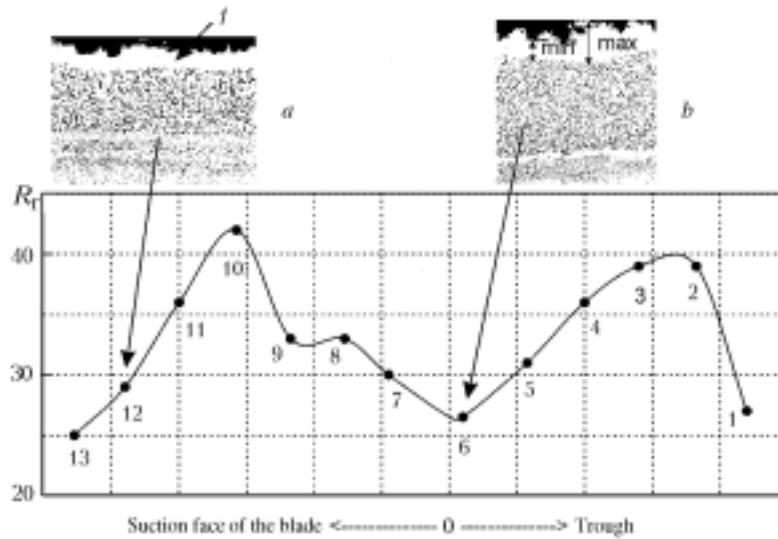 1
min max
a b
Rr
40
30
20
13 12 11 10 9 8 7 6 5 4 3 2 1
Suction face of the blade <------------- 0 -------------> Trough